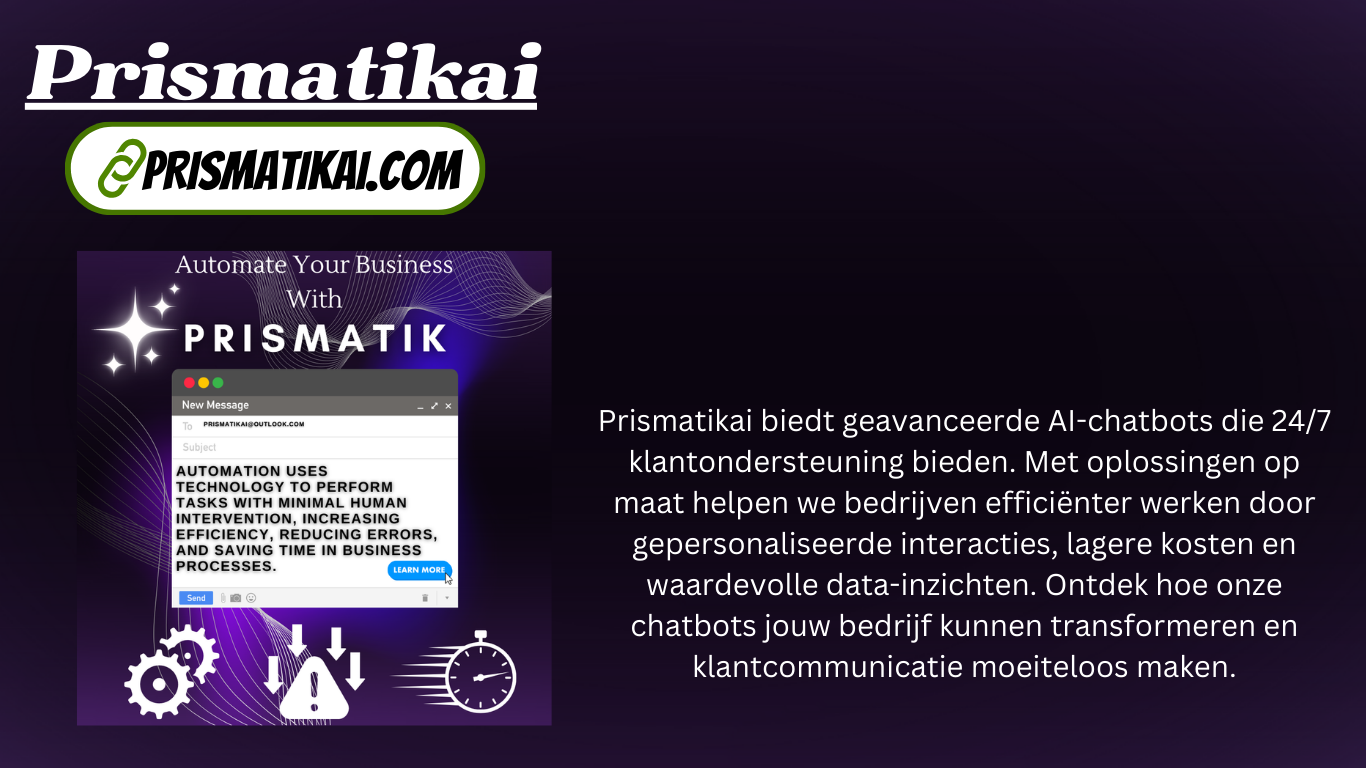 Prismatikai
PRISMATIKAI.COM
Automate Your Business
With
PRISMATIK
New Message
To PRISMATIKAI@OUTLOOK.COM
Subject
AUTOMATION USES
TECHNOLOGY TO PERFORM
TASKS WITH MINIMAL HUMAN
INTERVENTION, INCREASING
EFFICIENCY, REDUCING ERRORS,
AND SAVING TIME IN BUSINESS
PROCESSES.
LEARN MORE
Send
Prismatikai biedt geavanceerde AI-chatbots die 24/7
klantondersteuning bieden. Met oplossingen op
maat helpen we bedrijven efficiënter werken door
gepersonaliseerde interacties, lagere kosten en
waardevolle data-inzichten. Ontdek hoe onze
chatbots jouw bedrijf kunnen transformeren en
klantcommunicatie moeiteloos maken.